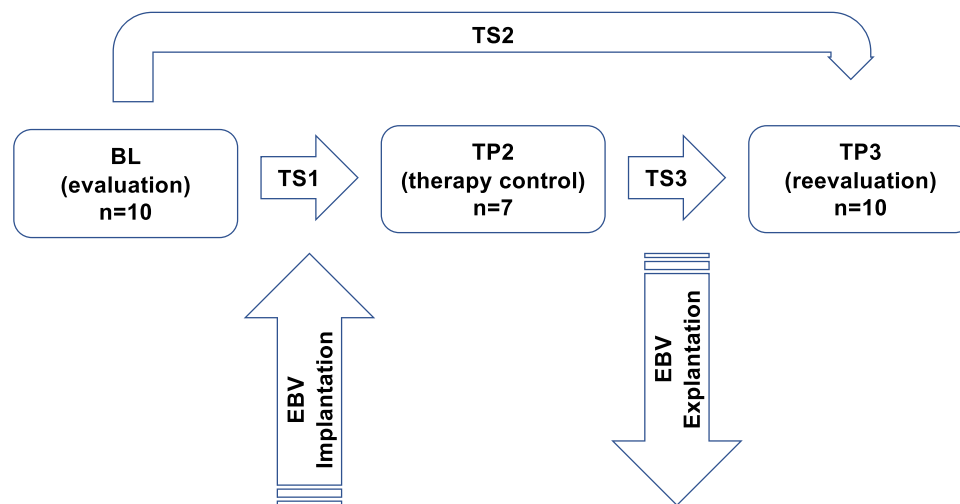 TS2
BL
(evaluation)
n=10
TS1
TP2
(therapy control)
n=7
TS3
TP3
(reevaluation)
n=10
EBV
Implantation
EBV
Explantation